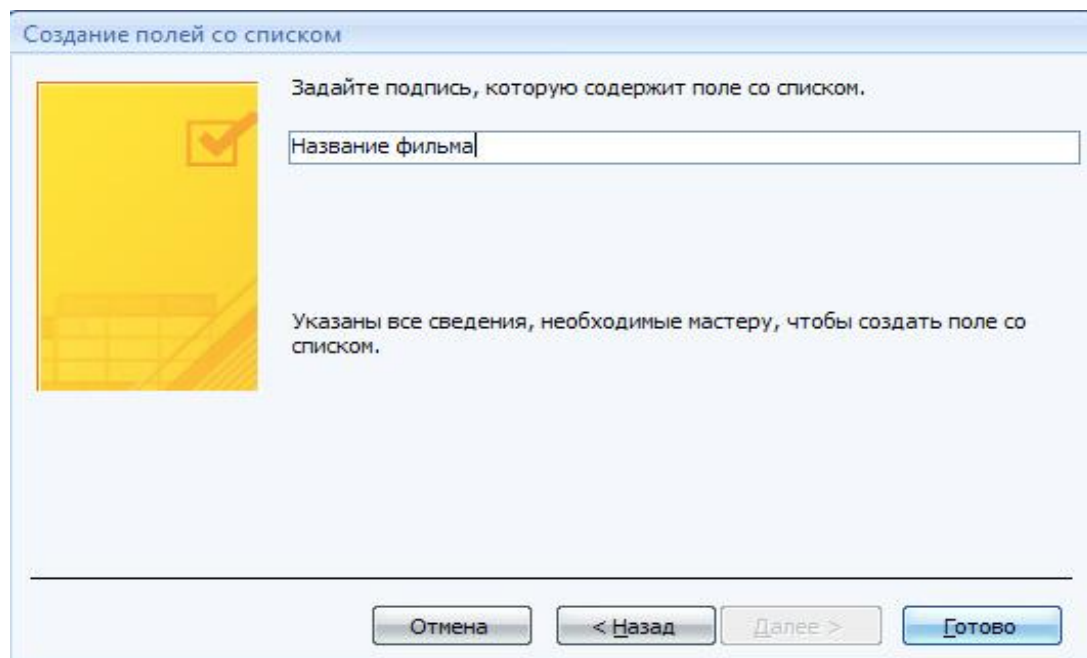 Создание полей со списком
Задайте подпись, которую содержит поле со списком.
Название фильма
Указаны все сведения, необходимые мастеру, чтобы создать поле со
списком.
Отмена
< Назад
Далее >
Готово